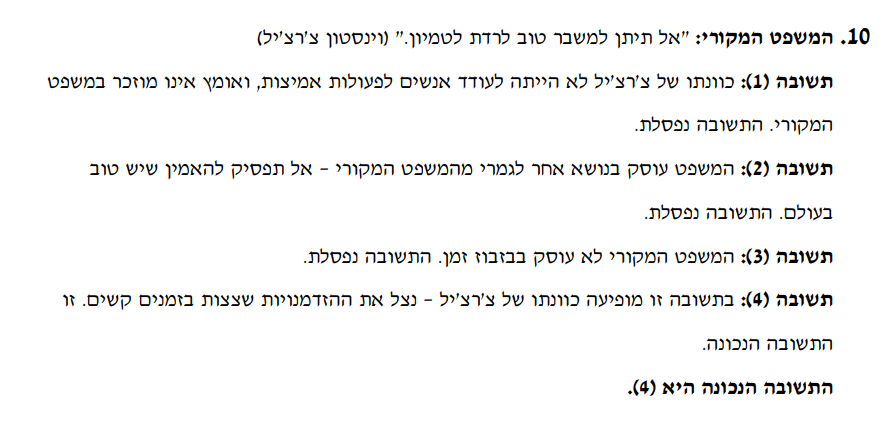 10. המשפט המקורי: "אל תיתן למשבר טוב לרדת לטמיון." (וינסטון צ'רצ'יל)
תשובה (1): כוונתו של צ'רצ'יל לא הייתה לעודד אנשים לפעולות אמיצות, ואומץ אינו מוזכר במשפט
המקורי. התשובה נפסלת.
תשובה (2): המשפט עוסק בנושא אחר לגמרי מהמשפט המקורי – אל תפסיק להאמין שיש טוב
בעולם. התשובה נפסלת.
תשובה (3): המשפט המקורי לא עוסק בבזבוז זמן. התשובה נפסלת.
תשובה (4): בתשובה זו מופיעה כוונתו של צ'רצ'יל – נצל את ההזדמנויות שצצות בזמנים קשים. זו
התשובה הנכונה.
התשובה הנכונה היא (4).